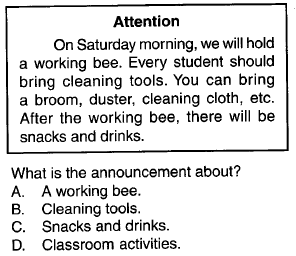 Attention
On Saturday morning, we will hold
a working bee. Every student should
bring cleaning tools. You can bring
a broom, duster, cleaning cloth, etc.
After the working bee, there will be
snacks and drinks.
What is the announcement about?
A. A working bee.
B. Cleaning tools.
C. Snacks and drinks.
D. Classroom activities.